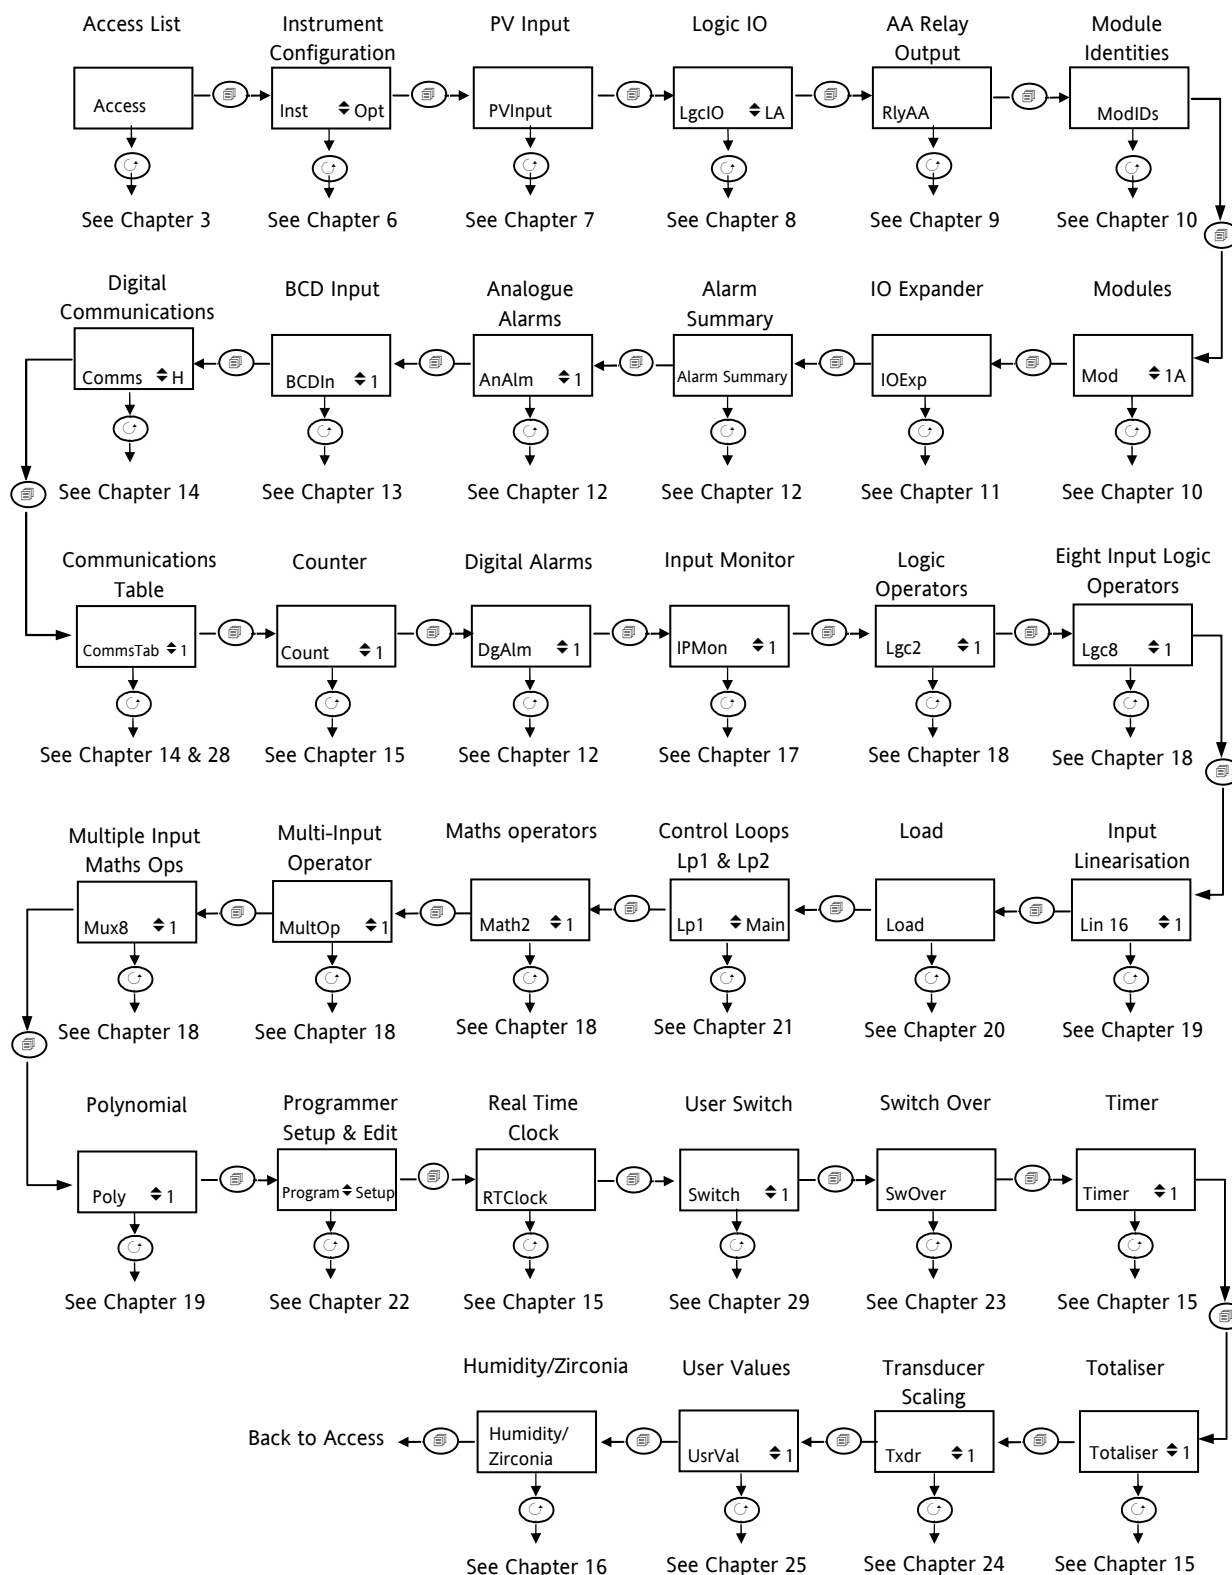 Access List
Instrument
Configuration
PV Input
Logic IO
AA Relay
Output
Module
Identities
Access
Inst Opt
PVInput
LgcIO LA
RlyAA
ModIDs
See Chapter 3
See Chapter 6
See Chapter 7
See Chapter 8
See Chapter 9
See Chapter 10
Digital
Communications
BCD Input
Analogue
Alarms
Alarm
Summary
IO Expander
Modules
Comms H
BCDIn 1
AnAlm 1
Alarm Summary
IOExp
Mod 1A
See Chapter 14
See Chapter 13
See Chapter 12
See Chapter 12
See Chapter 11
See Chapter 10
Communications
Table
Counter
Digital Alarms
Input Monitor
Logic
Operators
Eight Input Logic
Operators
CommsTab 1
Count 1
DgAlm 1
IPMon 1
Lgc2 1
Lgc8 1
See Chapter 14 & 28
See Chapter 15
See Chapter 12
See Chapter 17
See Chapter 18
See Chapter 18
Multiple Input
Maths Ops
Multi-Input
Operator
Maths operators
Control Loops
Lp1 & Lp2
Load
Input
Linearisation
Mux8 1
MultOp 1
Math2 1
Lp1 Main
Load
Lin 16 1
See Chapter 18
See Chapter 18
See Chapter 18
See Chapter 21
See Chapter 20
See Chapter 19
Polynomial
Programmer
Setup & Edit
Real Time
Clock
User Switch
Switch Over
Timer
Poly 1
Program Setup
RTClock
Switch 1
SwOver
Timer 1
See Chapter 19
See Chapter 22
See Chapter 15
See Chapter 29
See Chapter 23
See Chapter 15
Humidity/Zirconia
User Values
Transducer
Scaling
Totaliser
Back to Access
Humidity/
Zirconia
UsrVal 1
Txdr 1
Totaliser 1
See Chapter 16
See Chapter 25
See Chapter 24
See Chapter 15